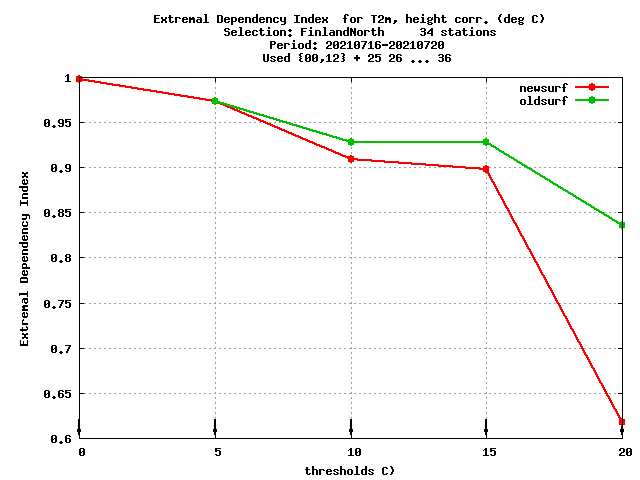 Extremal Dependency Index  for T2m, height corr. (deg C)
Selection: FinlandNorth     34 stations
Period: 20210716-20210720
Used {00,12} + 25 26 ... 36
newsurf
oldsurf
1
0.95
0.9
0.85
0.8
0.75
0.7
0.65
0.6
Extremal Dependency Index
0 5 10 15 20
thresholds C)